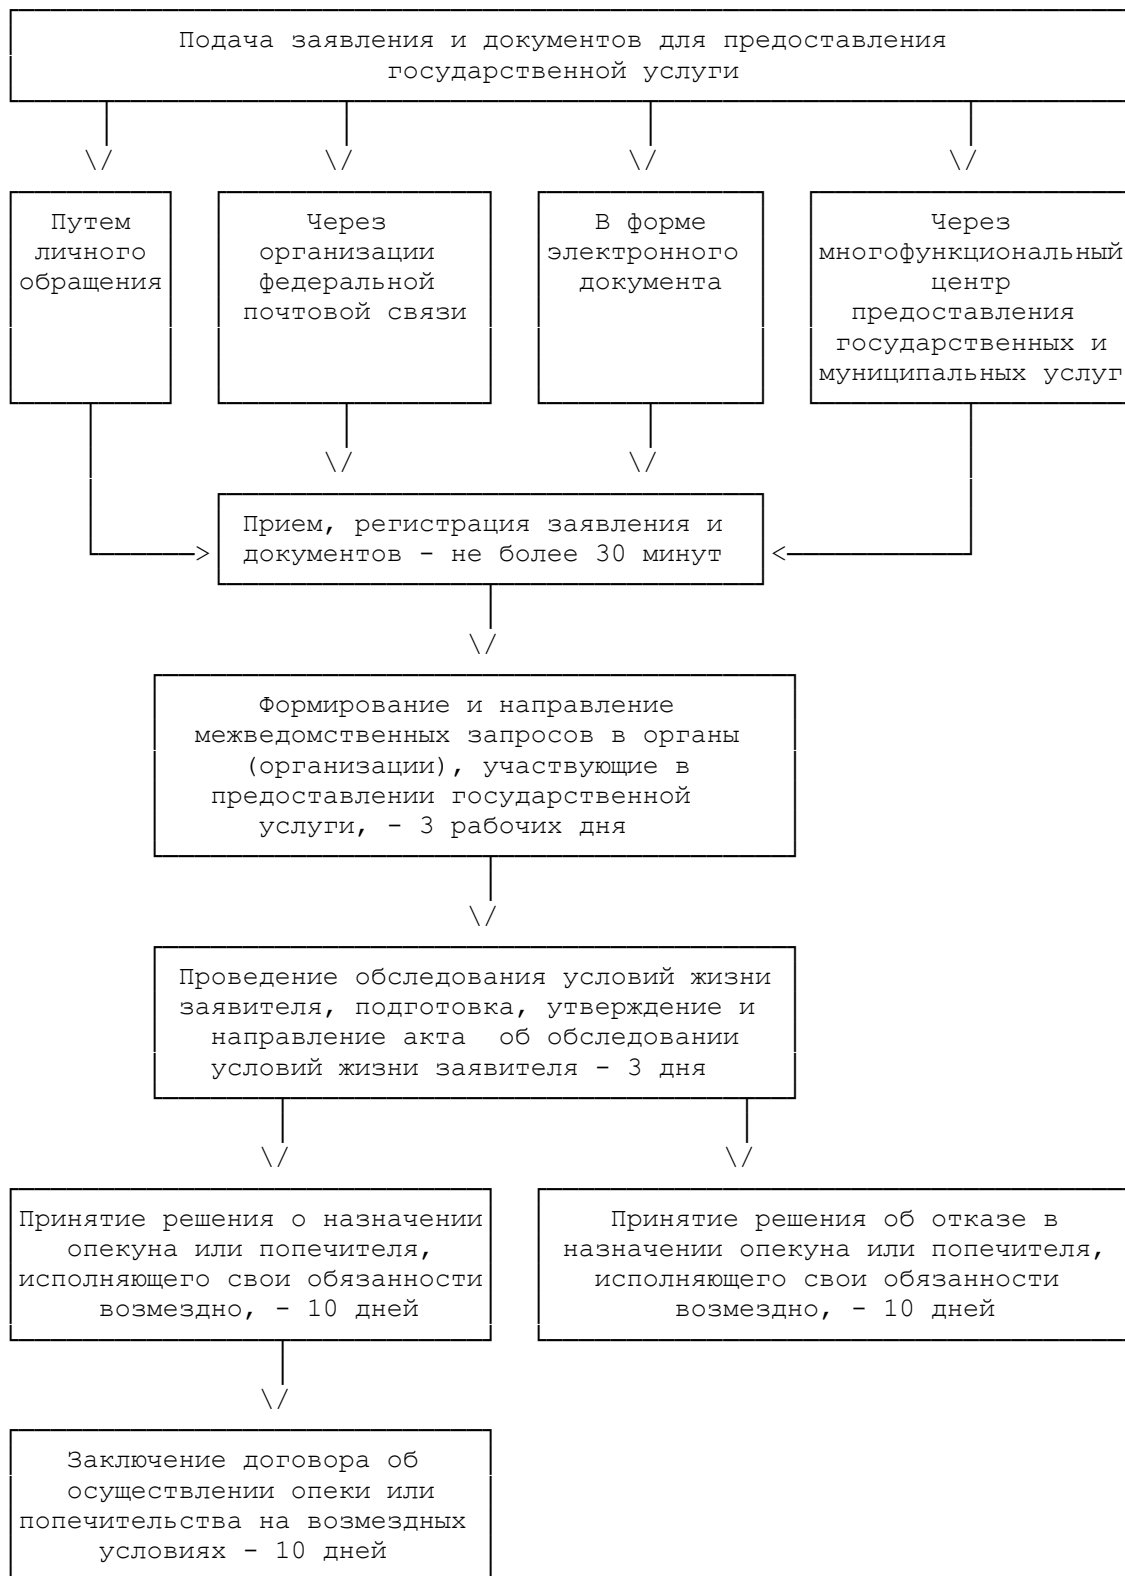 Подача заявления и документов для предоставления
государственной услуги
Путем
личного
обращения
Через
организации
федеральной
почтовой связи
В форме
электронного
документа
Через
многофункциональный
центр
предоставления
государственных и
муниципальных услуг
Прием, регистрация заявления и
документов - не более 30 минут
Формирование и направление
межведомственных запросов в органы
(организации), участвующие в
предоставлении государственной
услуги, - 3 рабочих дня
Проведение обследования условий жизни
заявителя, подготовка, утверждение и
направление акта об обследовании
условий жизни заявителя - 3 дня
Принятие решения о назначении
опекуна или попечителя,
исполняющего свои обязанности
возмездно, - 10 дней
Принятие решения об отказе в
назначении опекуна или попечителя,
исполняющего свои обязанности
возмездно, - 10 дней
Заключение договора об
осуществлении опеки или
попечительства на возмездных
условиях - 10 дней